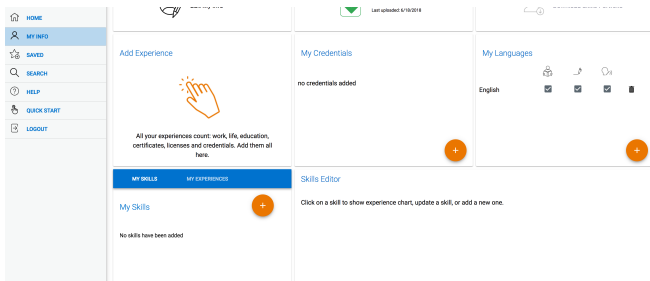 HOME
MY INFO
SAVED
SEARCH
HELP
QUICK START
LOGOUT
Last uploaded: 6/18/2018
Add Experience
All your experiences count: work, life, education,
certificates, licenses and credentials. Add them all
here.
My Credentials
no credentials added
+
My Languages
English
+
MY SKILLS MY EXPERIENCES
My Skills
+
No skills have been added
Skills Editor
Click on a skill to show experience chart, update a skill, or add a new one.